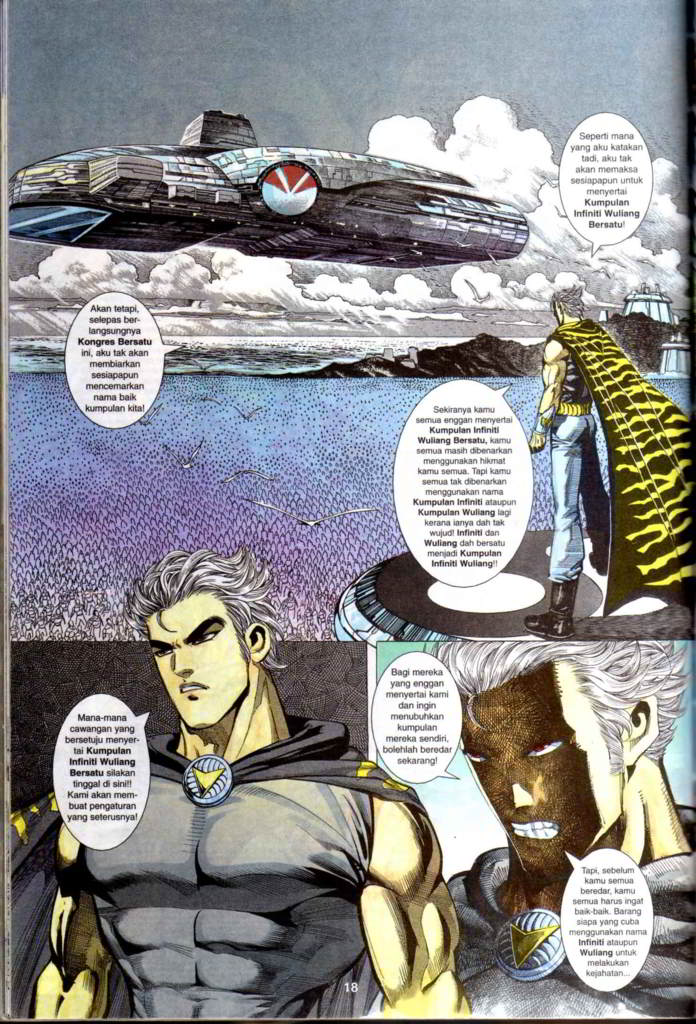 Seperti mana
yang aku katakan
tadi, aku tak
akan memaksa
sesiapapun untuk
menyertai
Kumpulan
Infiniti Wuliang
Bersatu!
Akan tetapi,
selepas ber-
langsungnya
Kongres Bersatu
ini, aku tak akan
membiarkan
sesiapapun
mencemarkan
nama baik
kumpulan kita!
Sekiranya kamu
semua enggan menyertai
Kumpulan Infiniti
Wuliang Bersatu, kamu
semua masih dibenarkan
menggunakan hikmat
kamu semua. Tapi kamu
semua tak dibenarkan
menggunakan nama
Kumpulan Infiniti ataupun
Kumpulan Wuliang lagi
kerana ianya dah tak
wujud! Infiniti dan
Wuliang dah bersatu
menjadi Kumpulan
Infiniti Wuliang!!
Mana-mana
cawangan yang
bersetuju menyer-
tai Kumpulan
Infiniti Wuliang
Bersatu silakan
tinggal di sini!!
Kami akan mem-
buat pengaturan
yang seterusnya!
Bagi mereka
yang enggan
menyertai kami
dan ingin
menubuhkan
kumpulan
mereka sendiri,
bolehlah beredar
sekarang!
Tapi, sebelum
kamu semua
beredar, kamu
semua harus ingat
baik-baik. Barang
siapa yang cuba
menggunakan nama
Infiniti ataupun
Wuliang untuk
melakukan
kejahatan...
18